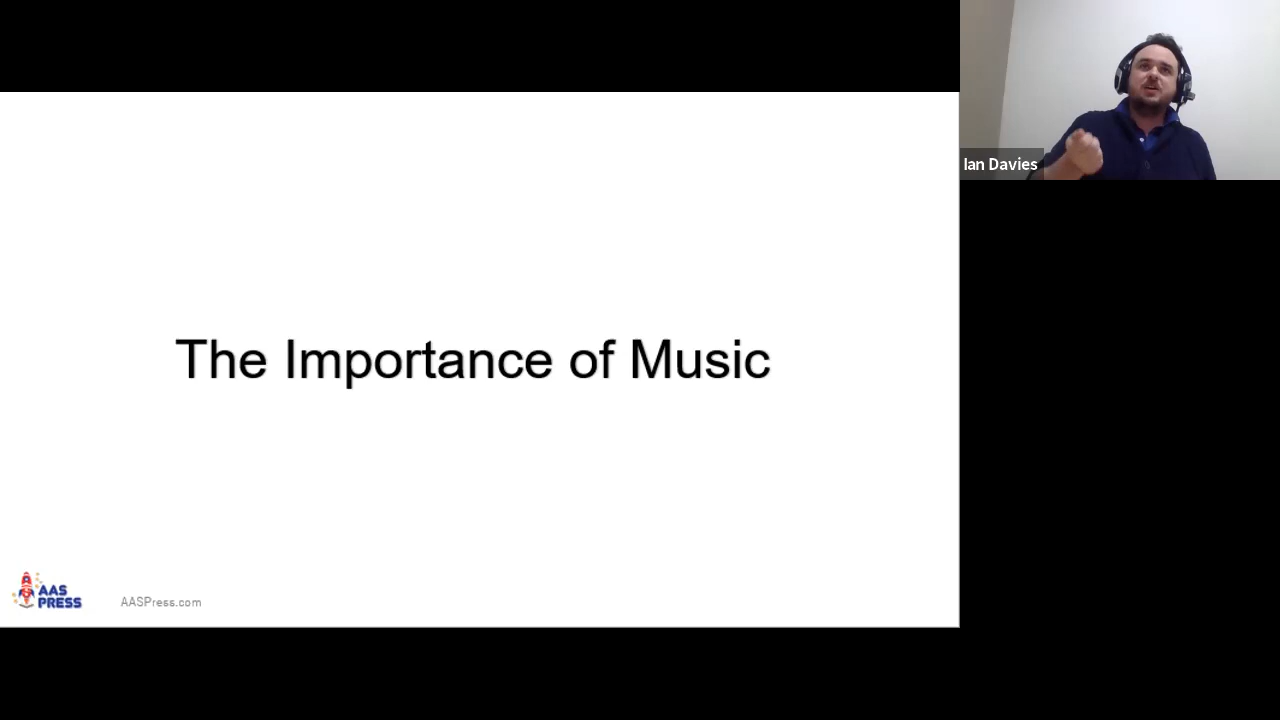 Ian Davies
The Importance of Music
AAS
PRESS
AASPress.com